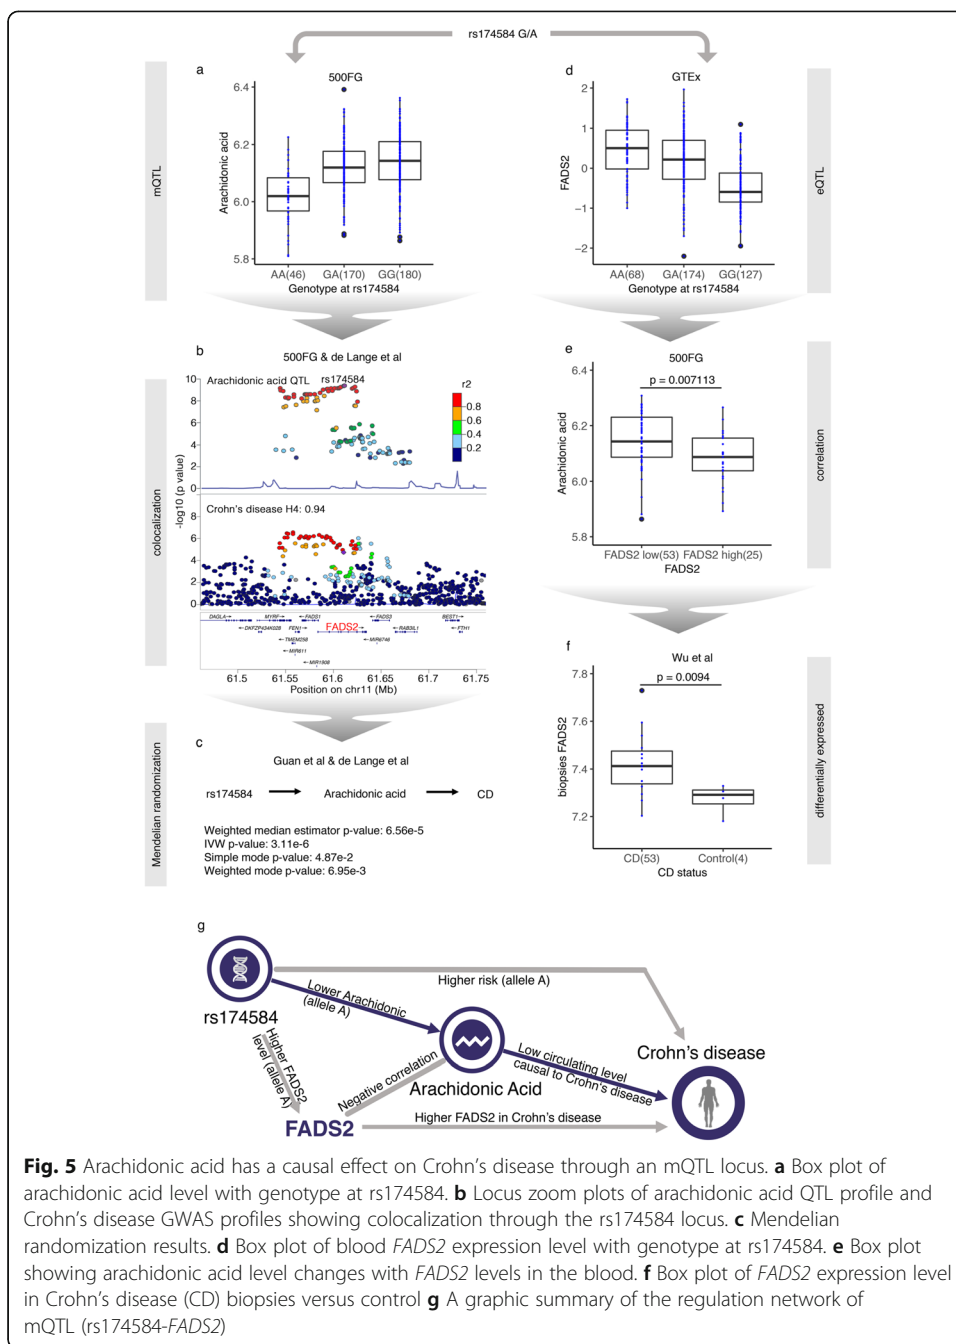 rs174584 G/A
mQTL
a
500FG
Arachidonic acid
6.4
6.2
6.0
5.8
AA(46) GA(170) GG(180)
Genotype at rs174584
d
GTEx
FADS2
2
1
0
−1
−2
AA(68) GA(174) GG(127)
Genotype at rs174584
eQTL
colocalization
b
500FG & de Lange et al
Arachidonic acid QTL rs174584
r2
0.8
0.6
0.4
0.2
10
8
6
4
2
0
-log10 (p value)
Crohn's disease H4: 0.94
8
6
4
2
0
DAGLA→ MYRF→ ←FADS1 ←FADS3 BEST1→
←DKFZP434K028 FEN1→ FADS2→ ←RAB3IL1 ←FTH1
←TMEM258 ←MIR6746
←MIR611
←MIR1908
61.5 61.55 61.6 61.65 61.7 61.75
Position on chr11 (Mb)
e
500FG
p = 0.007113
Arachidonic acid
6.4
6.2
6.0
5.8
FADS2 low(53) FADS2 high(25)
FADS2
correlation
Mendelian randomization
c
Guan et al & de Lange et al
rs174584 Arachidonic acid CD
Weighted median estimator p-value: 6.56e-5
IVW p-value: 3.11e-6
Simple mode p-value: 4.87e-2
Weighted mode p-value: 6.95e-3
f
Wu et al
p = 0.0094
biopsies FADS2
7.8
7.6
7.4
7.2
CD(53) Control(4)
CD status
differentially expressed
g
Higher risk (allele A)
Lower Arachidonic
(allele A)
rs174584
Higher FADS2
level (allele A)
Negative correlation
Arachidonic Acid
Low circulating level
causal to Crohn's disease
Crohn's disease
FADS2
Higher FADS2 in Crohn's disease
Fig. 5 Arachidonic acid has a causal effect on Crohn's disease through an mQTL locus. a Box plot of
arachidonic acid level with genotype at rs174584. b Locus zoom plots of arachidonic acid QTL profile and
Crohn's disease GWAS profiles showing colocalization through the rs174584 locus. c Mendelian
randomization results. d Box plot of blood FADS2 expression level with genotype at rs174584. e Box plot
showing arachidonic acid level changes with FADS2 levels in the blood. f Box plot of FADS2 expression level
in Crohn's disease (CD) biopsies versus control g A graphic summary of the regulation network of
mQTL (rs174584-FADS2)